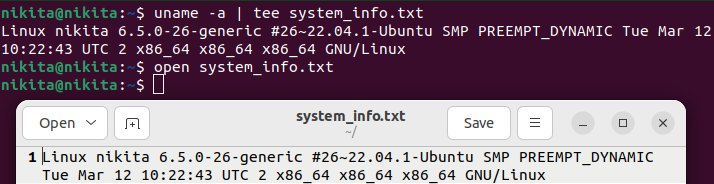 nikita@nikita:~$ uname -a | tee system_info.txt
Linux nikita 6.5.0-26-generic #26~22.04.1-Ubuntu SMP PREEMPT_DYNAMIC Tue Mar 12
10:22:43 UTC 2 x86_64 x86_64 x86_64 GNU/Linux
nikita@nikita:~$ open system_info.txt
nikita@nikita:~$
Open system_info.txt Save
~/
1 Linux nikita 6.5.0-26-generic #26~22.04.1-Ubuntu SMP PREEMPT_DYNAMIC
Tue Mar 12 10:22:43 UTC 2 x86_64 x86_64 x86_64 GNU/Linux